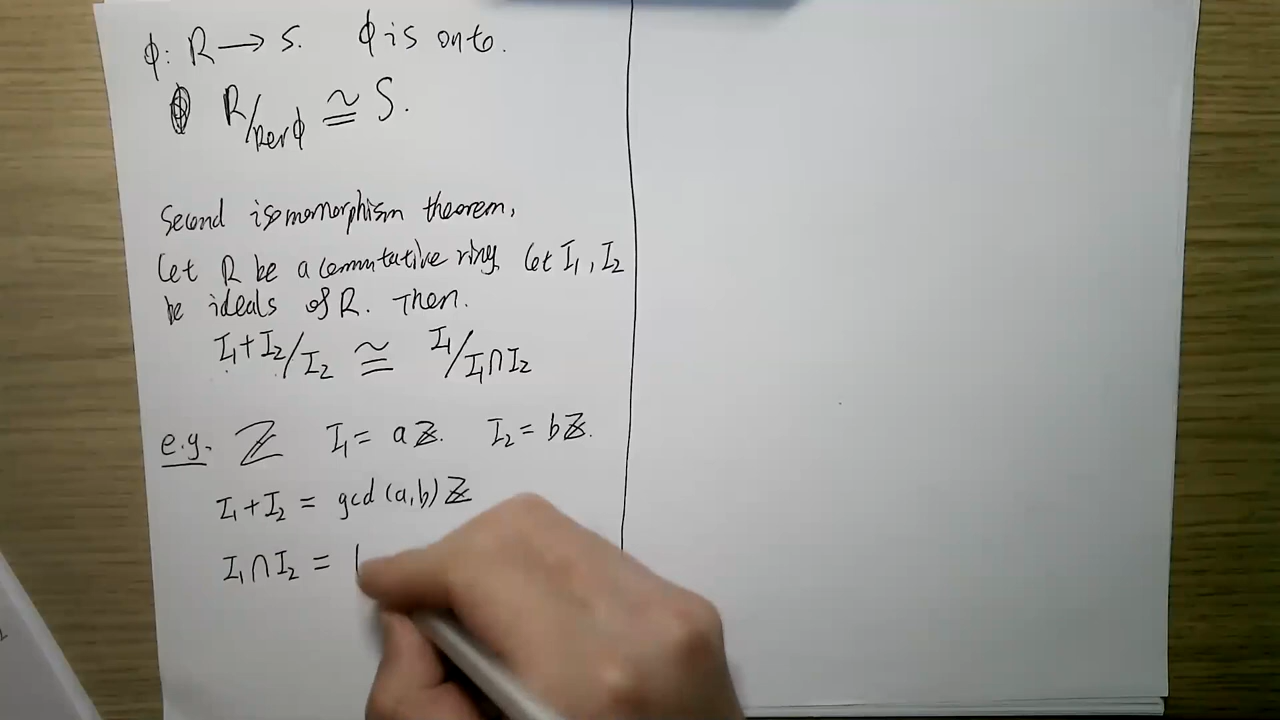 ϕ: R → S. ϕ is onto.
R/Kerϕ ≅ S.
Second isomorphism theorem,
Let R be a commutative ring. Let I₁, I₂
be ideals of R. Then.
I₁+I₂/I₂ ≅ I₁/I₁∩I₂
e.g. ℤ I₁ = aℤ. I₂ = bℤ.
I₁+I₂ = gcd(a,b)ℤ
I₁∩I₂ = l